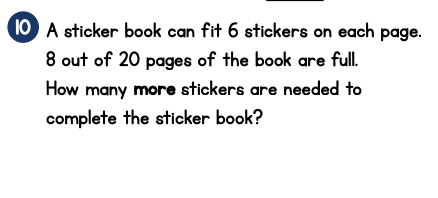 10 A sticker book can fit 6 stickers on each page.
8 out of 20 pages of the book are full.
How many more stickers are needed to
complete the sticker book?